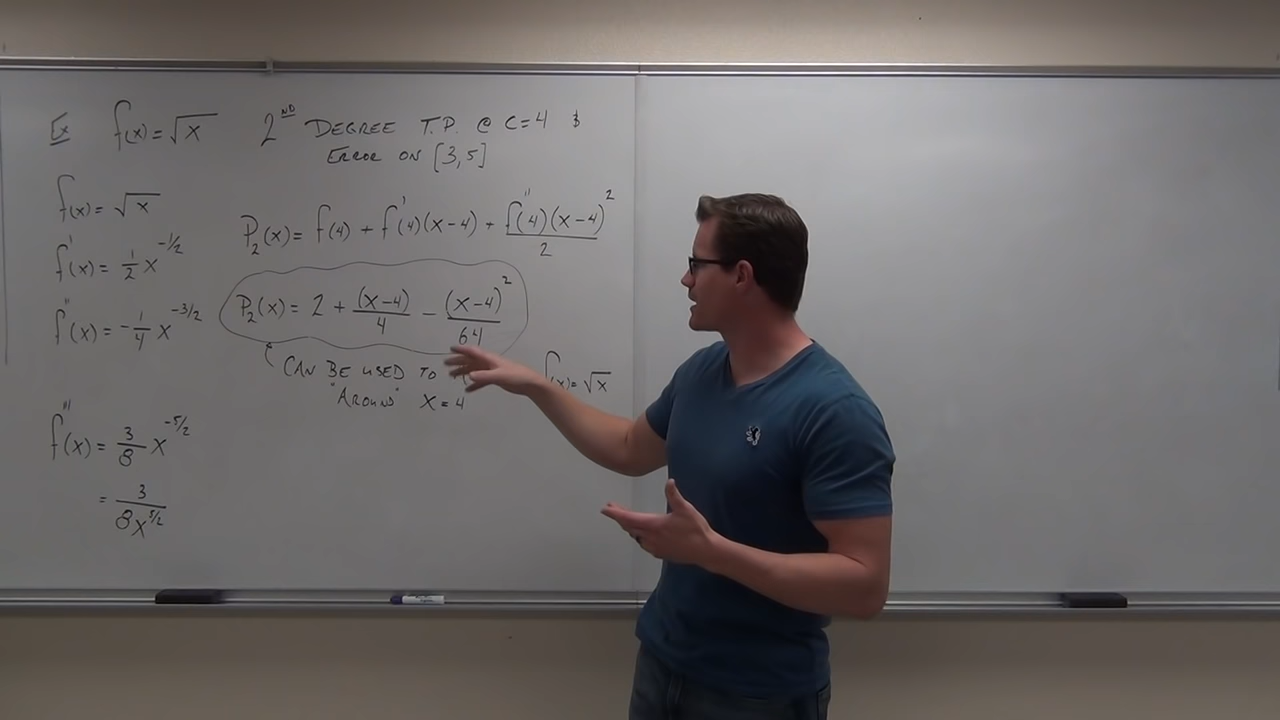 Ex f(x) = √x 2ND DEGREE T.P. @ C=4 &
ERROR ON [3,5]
f(x) = √x
f'(x) = 1/2 x^-1/2
f''(x) = -1/4 x^-3/2
P₂(x) = f(4) + f'(4)(x-4) + f''(4)(x-4)²/2
P₂(x) = 2 + (x-4)/4 - (x-4)²/64
CAN BE USED TO f(x) = √x
"AROUND" X = 4
f'''(x) = 3/8 x^-5/2
= 3/8x^5/2